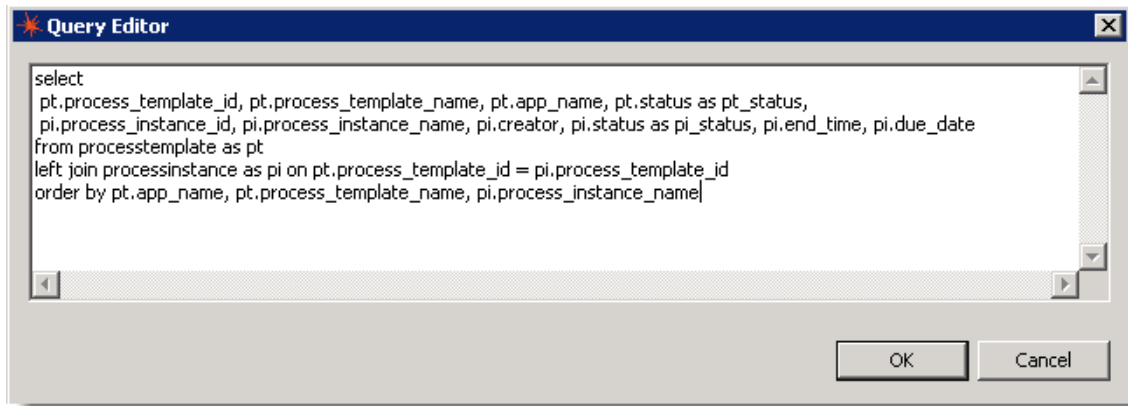 Query Editor
select
pt.process_template_id, pt.process_template_name, pt.app_name, pt.status as pt_status,
pi.process_instance_id, pi.process_instance_name, pi.creator, pi.status as pi_status, pi.end_time, pi.due_date
from processtemplate as pt
left join processinstance as pi on pt.process_template_id = pi.process_template_id
order by pt.app_name, pt.process_template_name, pi.process_instance_name
OK Cancel